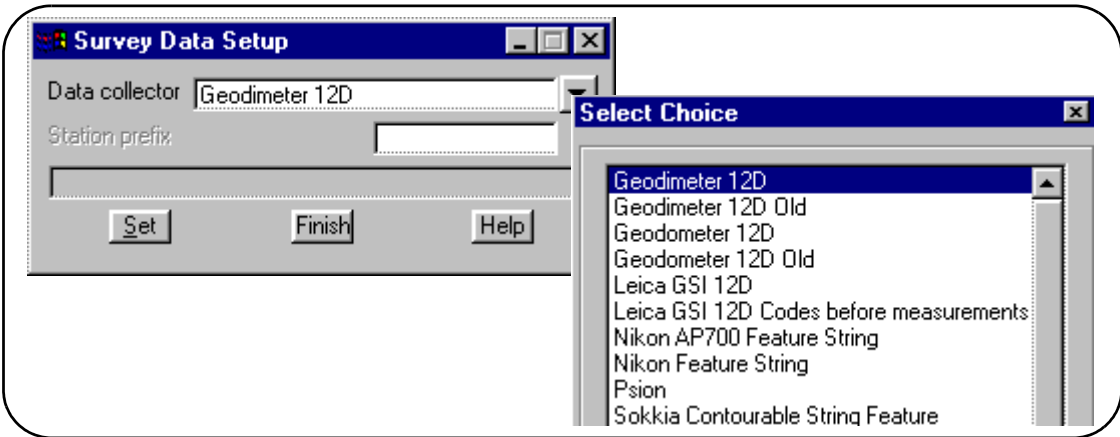 Survey Data Setup
Data collector Geodimeter 12D
Station prefix
Set Finish Help
Select Choice
Geodimeter 12D
Geodimeter 12D Old
Geodometer 12D
Geodometer 12D Old
Leica GSI 12D
Leica GSI 12D Codes before measurements
Nikon AP700 Feature String
Nikon Feature String
Psion
Sokkia Contourable String Feature